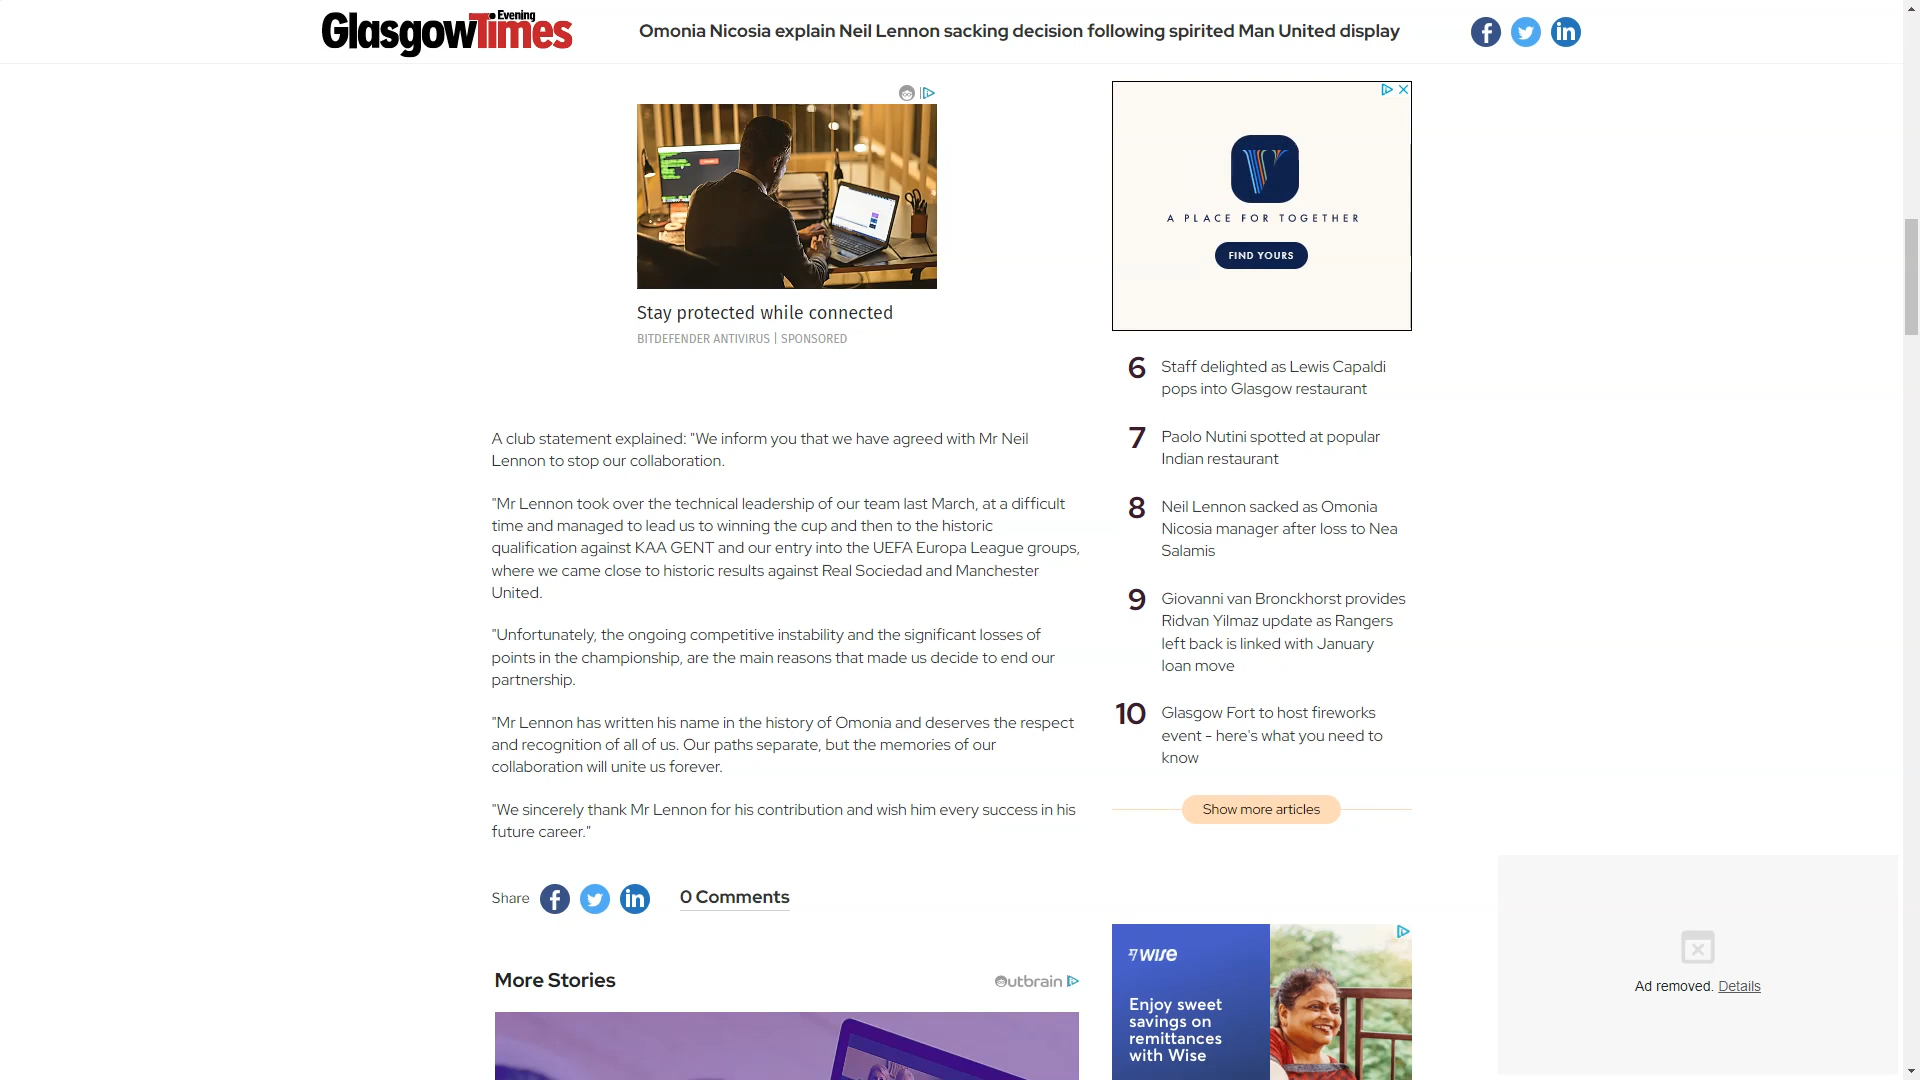 Glasgow Evening Times
Omonia Nicosia explain Neil Lennon sacking decision following spirited Man United display
Stay protected while connected
BITDEFENDER ANTIVIRUS | SPONSORED
A club statement explained: "We inform you that we have agreed with Mr Neil
Lennon to stop our collaboration.
"Mr Lennon took over the technical leadership of our team last March, at a difficult
time and managed to lead us to winning the cup and then to the historic
qualification against KAA GENT and our entry into the UEFA Europa League groups,
where we came close to historic results against Real Sociedad and Manchester
United.
"Unfortunately, the ongoing competitive instability and the significant losses of
points in the championship, are the main reasons that made us decide to end our
partnership.
"Mr Lennon has written his name in the history of Omonia and deserves the respect
and recognition of all of us. Our paths separate, but the memories of our
collaboration will unite us forever.
"We sincerely thank Mr Lennon for his contribution and wish him every success in his
future career."
Share
0 Comments
More Stories
Outbrain
A PLACE FOR TOGETHER
FIND YOURS
6 Staff delighted as Lewis Capaldi
pops into Glasgow restaurant
7 Paolo Nutini spotted at popular
Indian restaurant
8 Neil Lennon sacked as Omonia
Nicosia manager after loss to Nea
Salamis
9 Giovanni van Bronckhorst provides
Ridvan Yilmaz update as Rangers
left back is linked with January
loan move
10 Glasgow Fort to host fireworks
event - here's what you need to
know
Show more articles
WISE
Enjoy sweet
savings on
remittances
with Wise
Ad removed. Details